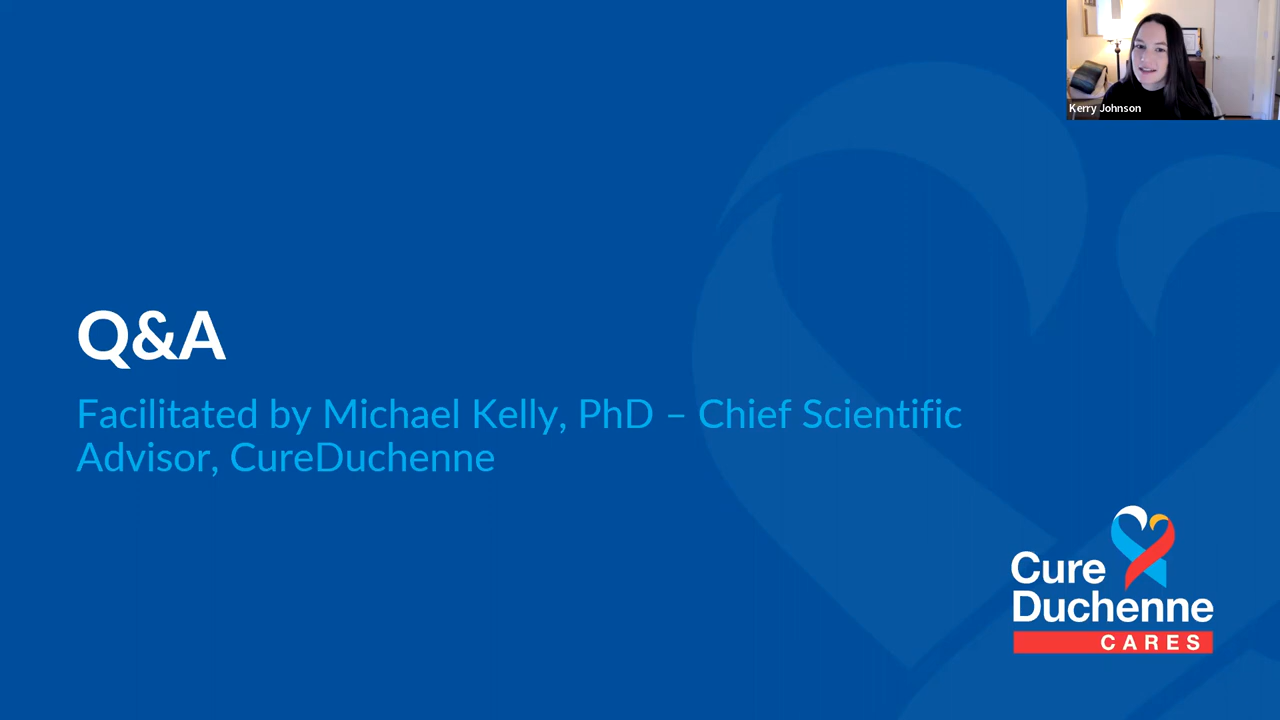 Kerry Johnson
Q&A
Facilitated by Michael Kelly, PhD – Chief Scientific
Advisor, CureDuchenne
Cure
Duchenne
CARES